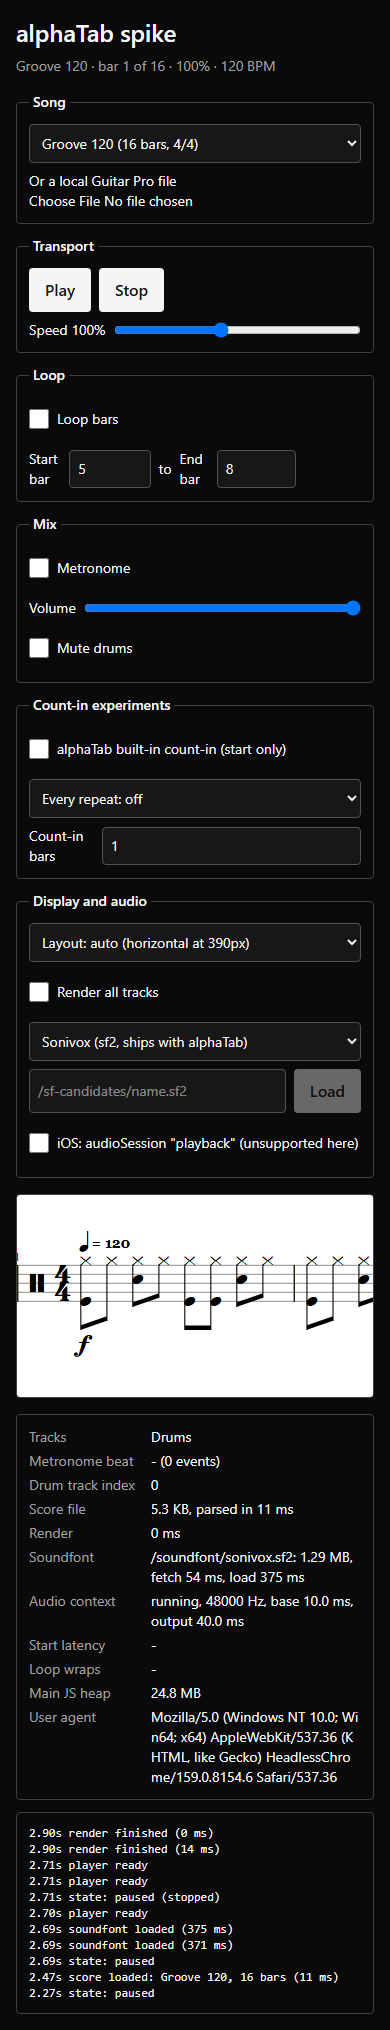 alphaTab spike
Groove 120 · bar 1 of 16 · 100% · 120 BPM
Song
Groove 120 (16 bars, 4/4)
Or a local Guitar Pro file
Choose File No file chosen
Transport
Play Stop
Speed 100%
Loop
Loop bars
Start bar 5 to End bar 8
Mix
Metronome
Volume
Mute drums
Count-in experiments
alphaTab built-in count-in (start only)
Every repeat: off
Count-in bars 1
Display and audio
Layout: auto (horizontal at 390px)
Render all tracks
Sonivox (sf2, ships with alphaTab)
/sf-candidates/name.sf2 Load
iOS: audioSession "playback" (unsupported here)
= 120
4
4
f
Tracks Drums
Metronome beat - (0 events)
Drum track index 0
Score file 5.3 KB, parsed in 11 ms
Render 0 ms
Soundfont /soundfont/sonivox.sf2: 1.29 MB,
fetch 54 ms, load 375 ms
Audio context running, 48000 Hz, base 10.0 ms,
output 40.0 ms
Start latency -
Loop wraps -
Main JS heap 24.8 MB
User agent Mozilla/5.0 (Windows NT 10.0; Wi
n64; x64) AppleWebKit/537.36 (K
HTML, like Gecko) HeadlessChro
me/159.0.8154.6 Safari/537.36
2.90s render finished (0 ms)
2.90s render finished (14 ms)
2.71s player ready
2.71s player ready
2.71s state: paused (stopped)
2.70s player ready
2.69s soundfont loaded (375 ms)
2.69s soundfont loaded (371 ms)
2.69s state: paused
2.47s score loaded: Groove 120, 16 bars (11 ms)
2.27s state: paused